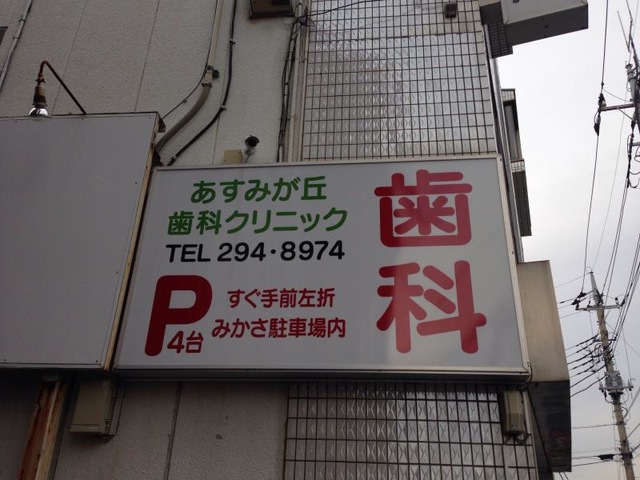 あすみが丘
歯科クリニック
TEL 294・8974
P 4台
すぐ手前左折
みかさ駐車場内
歯科